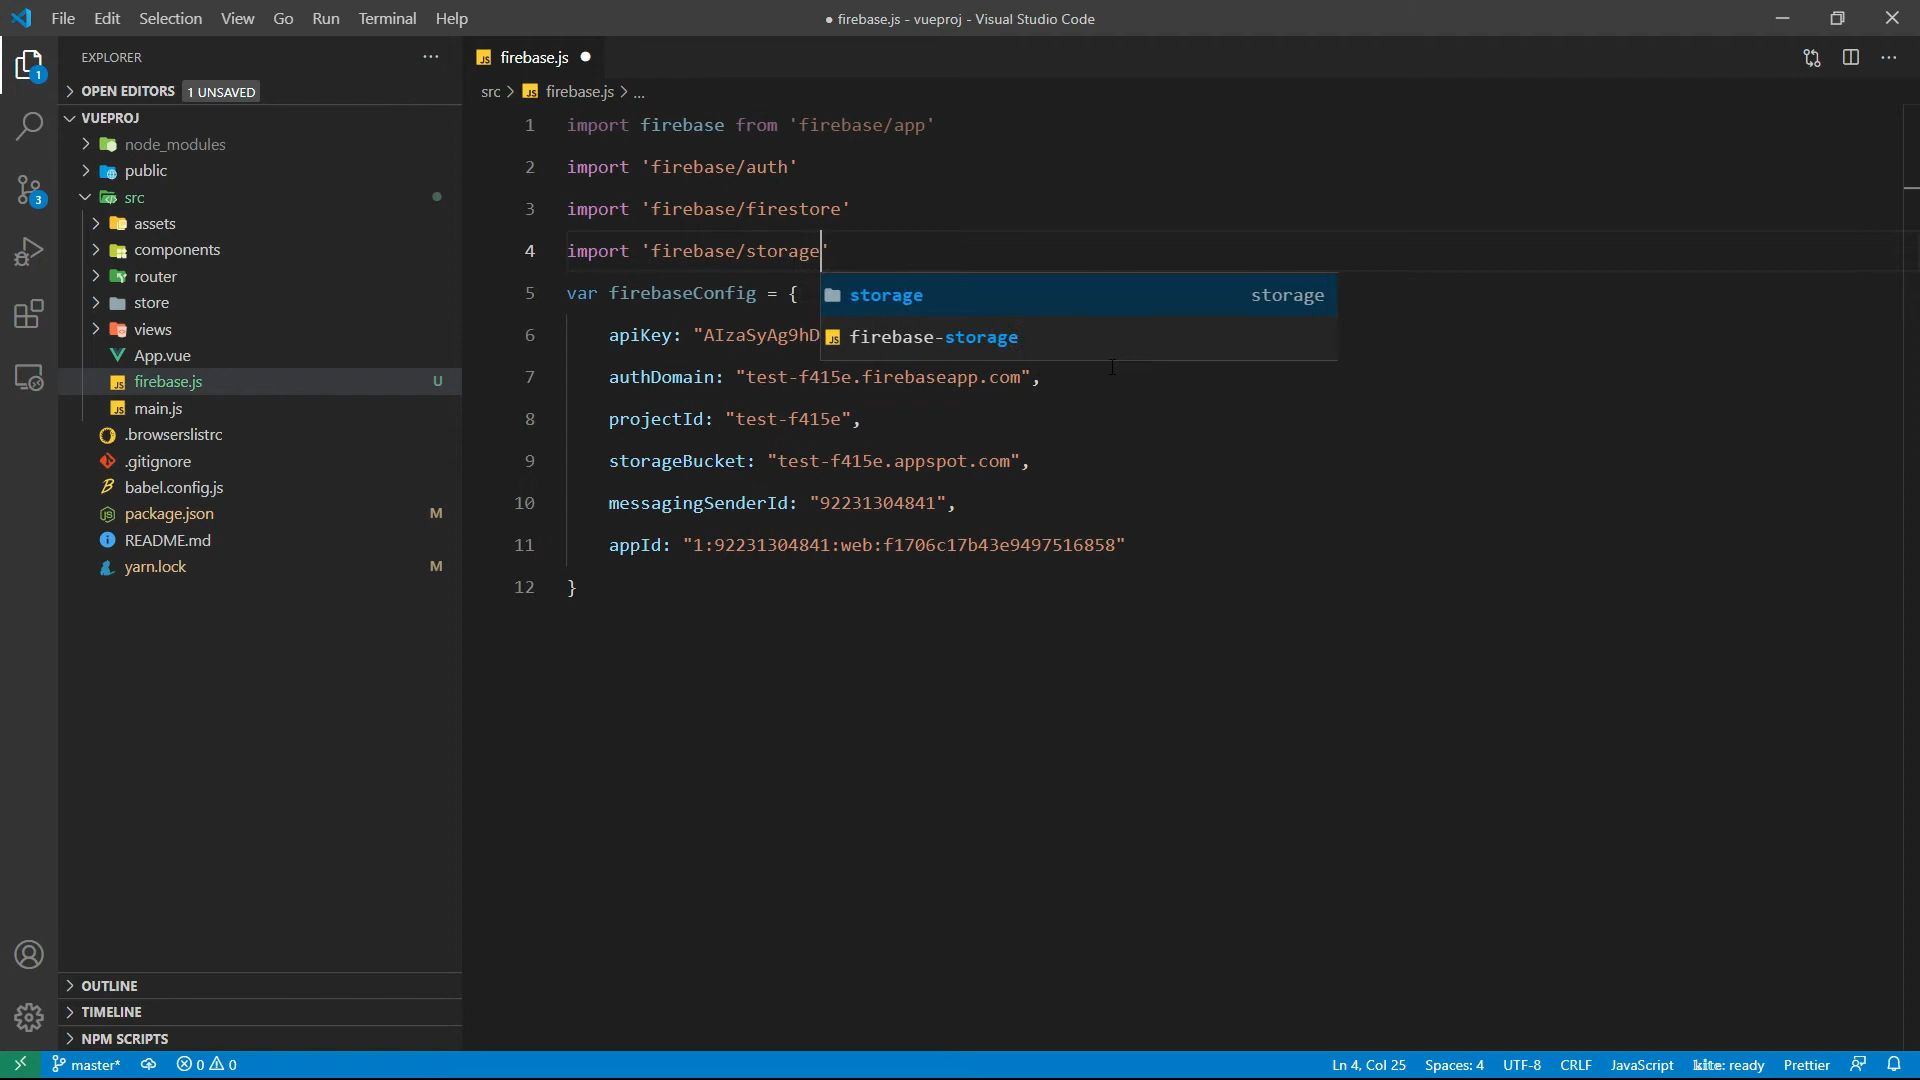 File Edit Selection View Go Run Terminal Help
● firebase.js - vueproj - Visual Studio Code
EXPLORER
OPEN EDITORS 1 UNSAVED
VUEPROJ
node_modules
public
src
assets
components
router
store
views
App.vue
firebase.js U
main.js
.browserslistrc
.gitignore
babel.config.js
package.json M
README.md
yarn.lock M
OUTLINE
TIMELINE
NPM SCRIPTS
1
3
JS firebase.js ●
src > JS firebase.js > ...
1 import firebase from 'firebase/app'
2 import 'firebase/auth'
3 import 'firebase/firestore'
4 import 'firebase/storage'
5 var firebaseConfig = {
storage storage
6 apiKey: "AIzaSyAg9hD
firebase-storage
7 authDomain: "test-f415e.firebaseapp.com",
8 projectId: "test-f415e",
9 storageBucket: "test-f415e.appspot.com",
10 messagingSenderId: "92231304841",
11 appId: "1:92231304841:web:f1706c17b43e9497516858"
12 }
master* 0 0
Ln 4, Col 25 Spaces: 4 UTF-8 CRLF JavaScript kite: ready Prettier